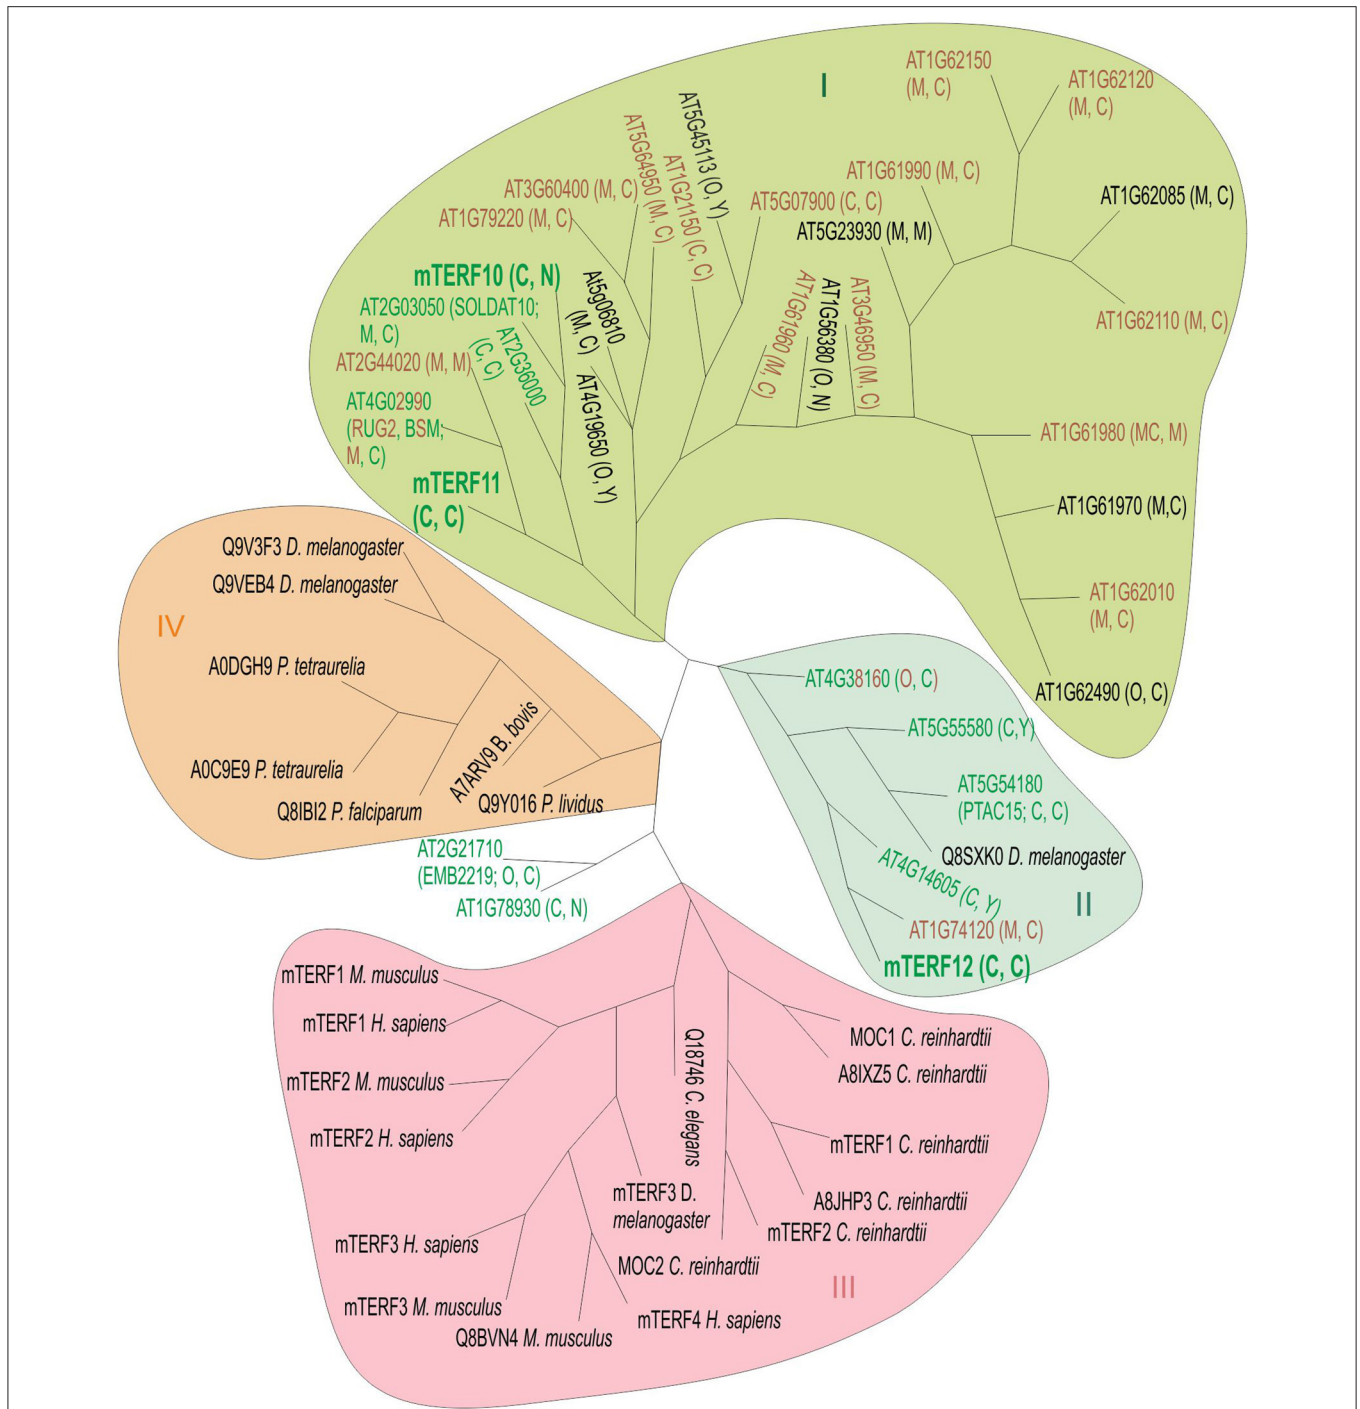 I
AT1G62150
(M, C)
AT1G62120
(M, C)
AT5G45113 (O, Y)
AT5G64950 (M, C)
AT1G21150 (C, C)
AT3G60400 (M, C)
AT1G79220 (M, C)
AT5G07900 (C, C)
AT1G61990 (M, C)
AT5G23930 (M, M)
AT1G62085 (M, C)
mTERF10 (C, N)
At5g06810
(M, C)
AT2G03050 (SOLDAT10;
M, C)
AT2G36000
(C, C)
AT1G61960 (M, C)
AT1G56380 (O, N)
AT3G46950 (M, C)
AT1G62110 (M, C)
AT2G44020 (M, M)
AT4G19650 (O, Y)
AT4G02990
(RUG2, BSM;
M, C)
AT1G61980 (MC, M)
mTERF11
(C, C)
AT1G61970 (M,C)
AT1G62010
(M, C)
AT1G62490 (O, C)
Q9V3F3 D. melanogaster
Q9VEB4 D. melanogaster
IV
A0DGH9 P. tetraurelia
A0C9E9 P. tetraurelia
A7ARV9 B. bovis
Q8IBI2 P. falciparum
Q9Y016 P. lividus
AT4G38160 (O, C)
AT5G55580 (C,Y)
AT5G54180
(PTAC15; C, C)
Q8SXK0 D. melanogaster
AT4G14605 (C, Y)
II
AT1G74120 (M, C)
mTERF12 (C, C)
AT2G21710
(EMB2219; O, C)
AT1G78930 (C, N)
mTERF1 M. musculus
mTERF1 H. sapiens
mTERF2 M. musculus
mTERF2 H. sapiens
Q18746 C. elegans
MOC1 C. reinhardtii
A8IXZ5 C. reinhardtii
mTERF1 C. reinhardtii
A8JHP3 C. reinhardtii
mTERF3 D.
melanogaster
mTERF2 C. reinhardtii
mTERF3 H. sapiens
MOC2 C. reinhardtii
III
mTERF3 M. musculus
mTERF4 H. sapiens
Q8BVN4 M. musculus